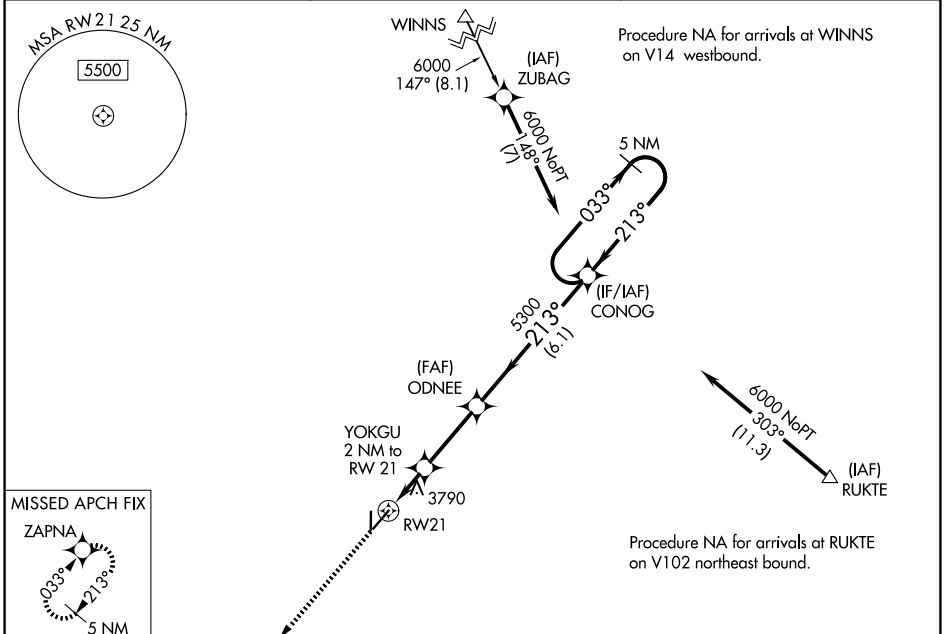 MSA RW21 25 NM
5500
WINNS
6000
147° (8.1)
(IAF)
ZUBAG
Procedure NA for arrivals at WINNS
on V14 westbound.
6000 NoPT
148°
(7)
5 NM
033°
213°
(IF/IAF)
CONOG
5300
213°
(6.1)
(FAF)
ODNEE
6000 NoPT
303°
(11.3)
(IAF)
RUKTE
YOKGU
2 NM to
RW 21
3790
RW21
Procedure NA for arrivals at RUKTE
on V102 northeast bound.
MISSED APCH FIX
ZAPNA
033°
213°
5 NM